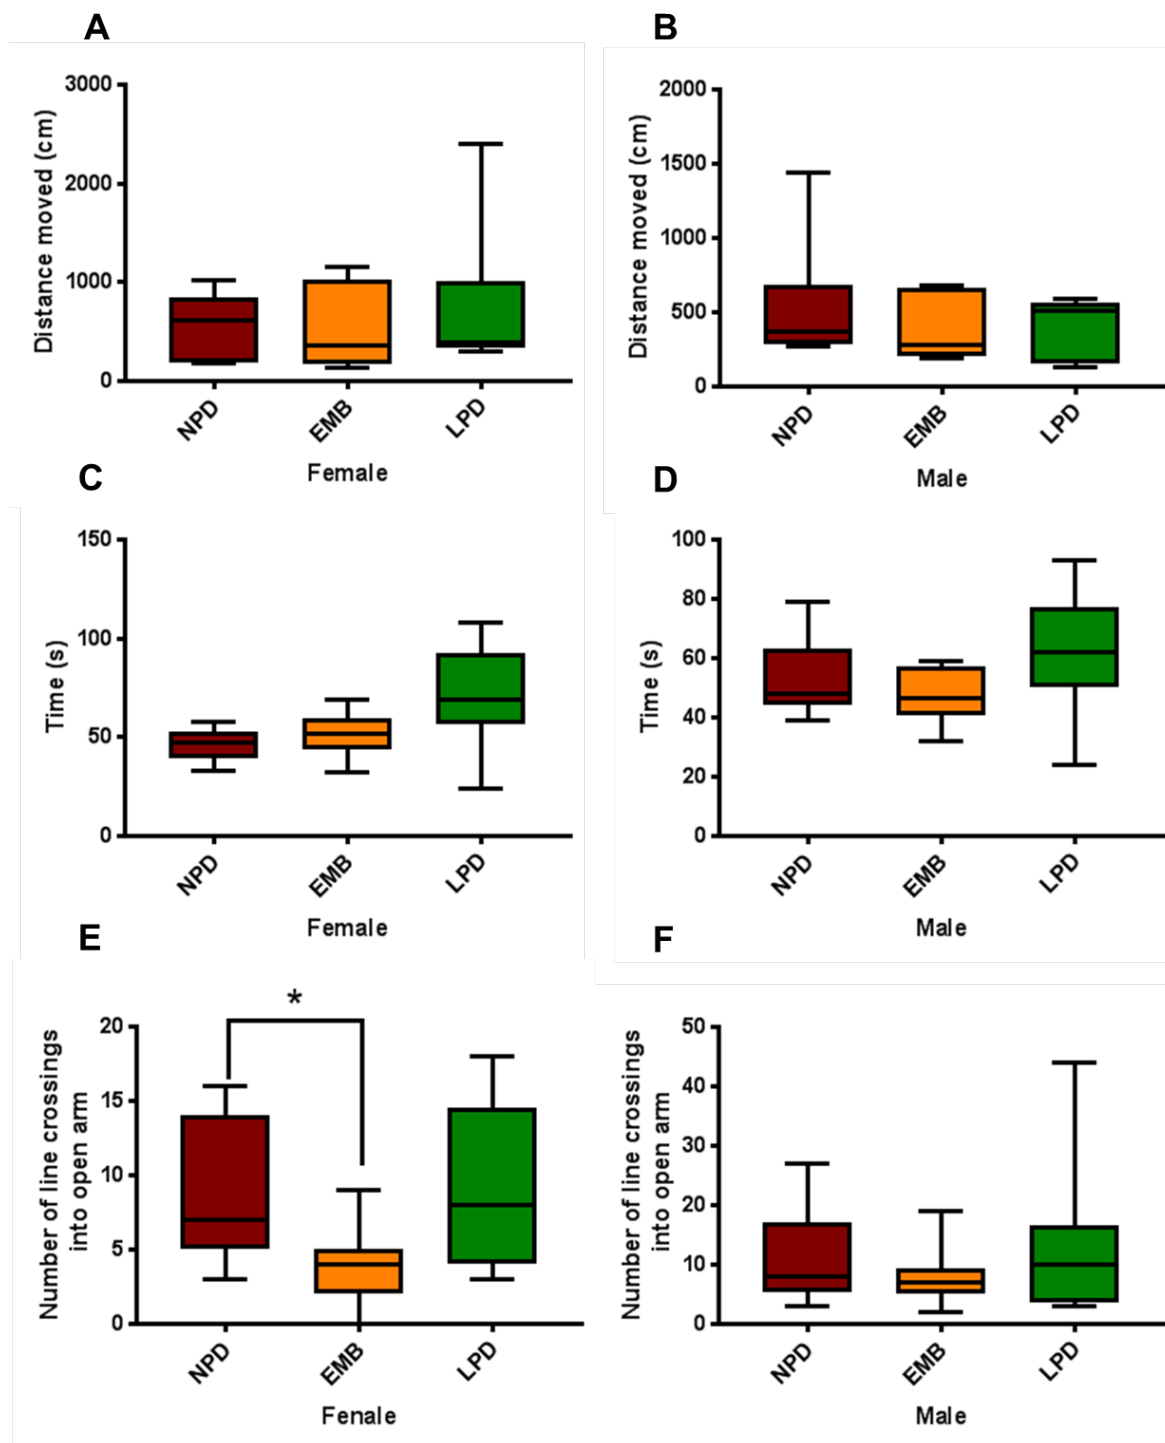 A
B
Distance moved (cm)
3000
2000
1000
0
NPD
EMB
LPD
Female
Distance moved (cm)
2000
1500
1000
500
0
NPD
EMB
LPD
Male
C
D
Time (s)
150
100
50
0
NPD
EMB
LPD
Female
Time (s)
100
80
60
40
20
0
NPD
EMB
LPD
Male
E
F
Number of line crossings
into open arm
20
15
10
5
0
*
NPD
EMB
LPD
Fenale
Number of line crossings
into open arm
50
40
30
20
10
0
NPD
EMB
LPD
Male